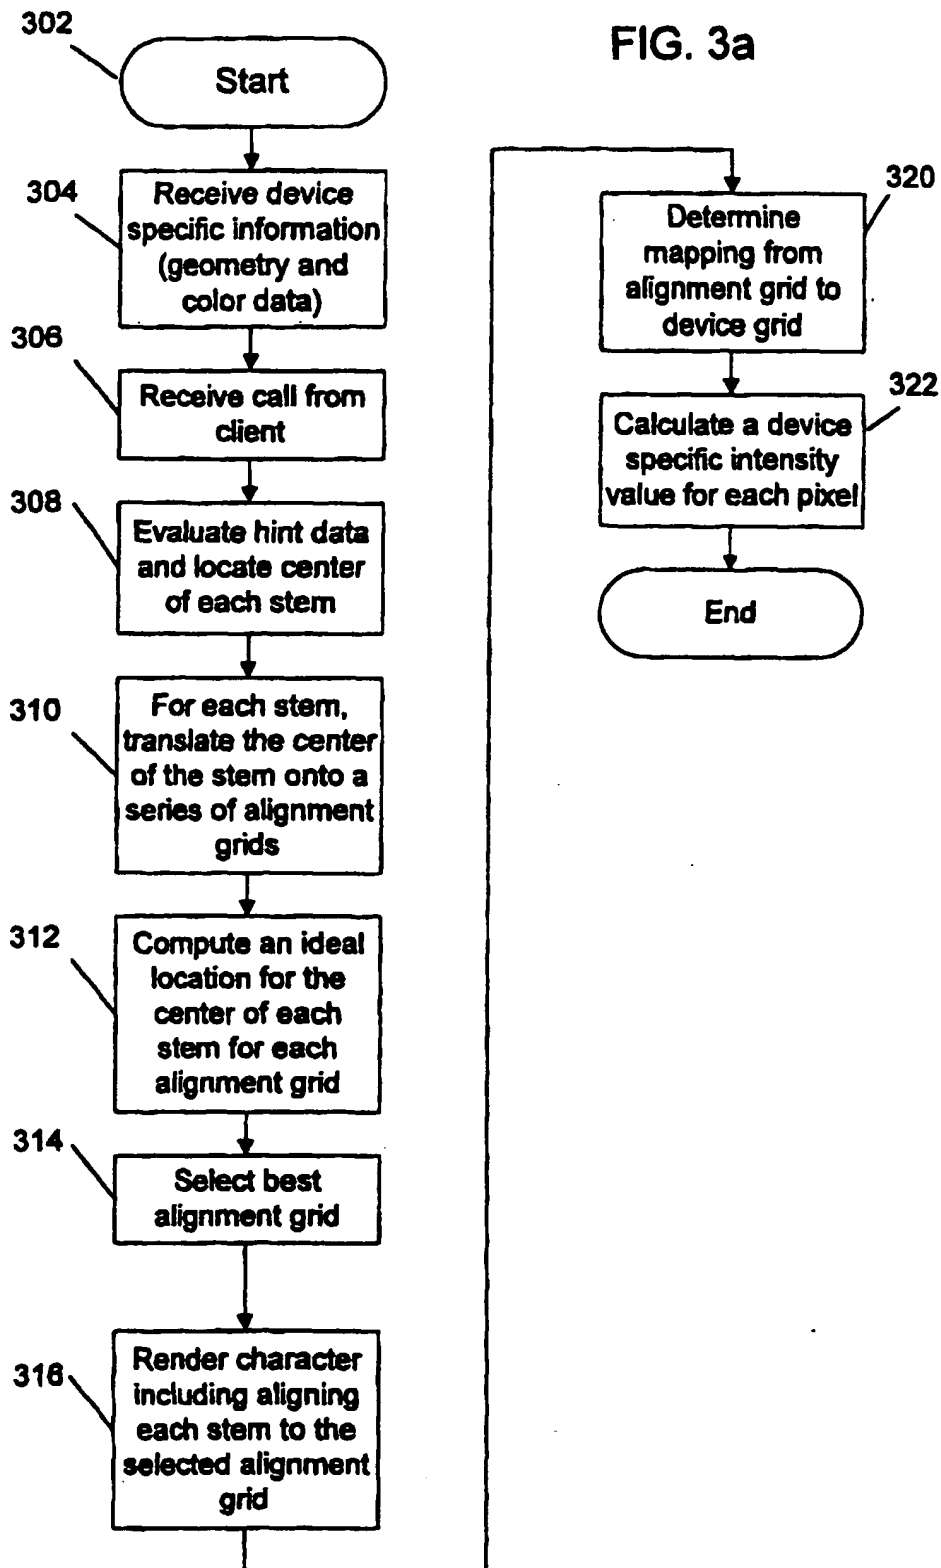 FIG. 3a
302
Start
304
Receive device
specific information
(geometry and
color data)
306
Receive call from
client
308
Evaluate hint data
and locate center
of each stem
310
For each stem,
translate the center
of the stem onto a
series of alignment
grids
312
Compute an ideal
location for the
center of each
stem for each
alignment grid
314
Select best
alignment grid
316
Render character
including aligning
each stem to the
selected alignment
grid
320
Determine
mapping from
alignment grid to
device grid
322
Calculate a device
specific intensity
value for each pixel
End